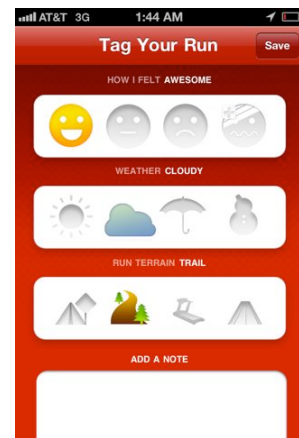 AT&T 3G 1:44 AM
Tag Your Run Save
HOW I FELT AWESOME
WEATHER CLOUDY
RUN TERRAIN TRAIL
ADD A NOTE